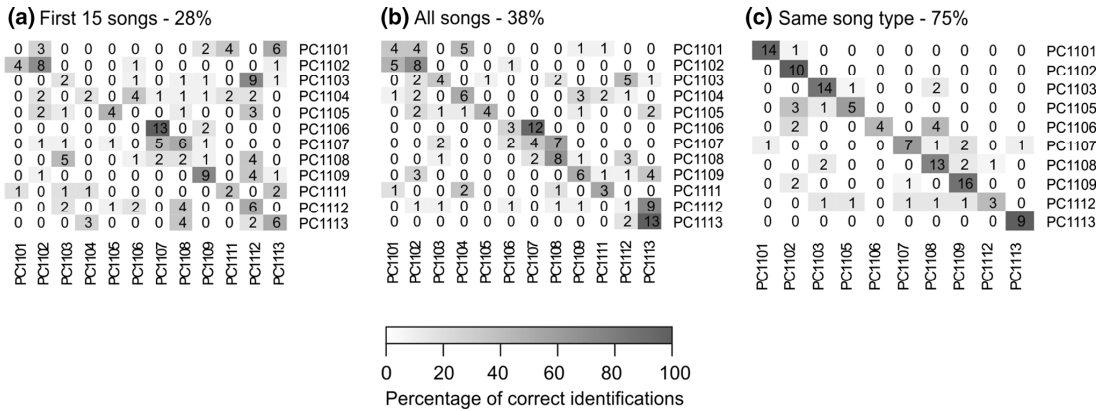 (a) First 15 songs - 28%
0 3 0 0 0 0 0 0 2 4 0 6 PC1101
4 8 0 0 0 1 0 0 0 0 0 1 PC1102
0 0 2 0 0 1 0 1 1 0 9 1 PC1103
0 2 0 2 0 4 1 1 1 2 2 0 PC1104
0 2 1 0 4 0 0 1 0 0 3 0 PC1105
0 0 0 0 0 0 13 0 2 0 0 0 PC1106
0 1 1 0 1 0 5 6 0 0 1 0 PC1107
0 0 5 0 0 1 2 2 1 0 4 0 PC1108
0 1 0 0 0 0 0 0 9 0 4 1 PC1109
1 0 1 1 0 0 0 0 0 2 0 2 PC1111
0 0 2 0 1 2 0 4 0 0 6 0 PC1112
0 0 0 3 0 0 0 4 0 0 2 6 PC1113
PC1101 PC1102 PC1103 PC1104 PC1105 PC1106 PC1107 PC1108 PC1109 PC1111 PC1112 PC1113
(b) All songs - 38%
4 4 0 5 0 0 0 0 1 1 0 0 PC1101
5 8 0 0 0 1 0 0 0 0 0 0 PC1102
0 2 4 0 1 0 0 2 0 0 5 1 PC1103
1 2 0 6 0 0 0 0 3 2 1 0 PC1104
0 2 1 1 4 0 0 0 0 0 0 2 PC1105
0 0 0 0 0 3 12 0 0 0 0 0 PC1106
0 0 2 0 0 2 4 7 0 0 0 0 PC1107
0 0 1 0 0 0 2 8 0 0 3 0 PC1108
0 3 0 0 0 0 0 0 6 1 1 4 PC1109
1 0 0 2 0 0 0 1 0 3 0 0 PC1111
0 1 1 0 1 1 0 1 1 0 0 9 PC1112
0 0 0 0 0 0 0 0 0 0 2 13 PC1113
PC1101 PC1102 PC1103 PC1104 PC1105 PC1106 PC1107 PC1108 PC1109 PC1111 PC1112 PC1113
(c) Same song type - 75%
14 1 0 0 0 0 0 0 0 0 PC1101
0 10 0 0 0 0 0 0 0 0 PC1102
0 0 14 1 0 0 2 0 0 0 PC1103
0 3 1 5 0 0 0 0 0 0 PC1105
0 2 0 0 4 0 4 0 0 0 PC1106
1 0 0 0 0 7 1 2 0 1 PC1107
0 0 2 0 0 0 13 2 1 0 PC1108
0 2 0 0 0 1 0 16 0 0 PC1109
0 0 1 1 0 1 1 1 3 0 PC1112
0 0 0 0 0 0 0 0 0 9 PC1113
PC1101 PC1102 PC1103 PC1105 PC1106 PC1107 PC1108 PC1109 PC1112 PC1113
0 20 40 60 80 100
Percentage of correct identifications